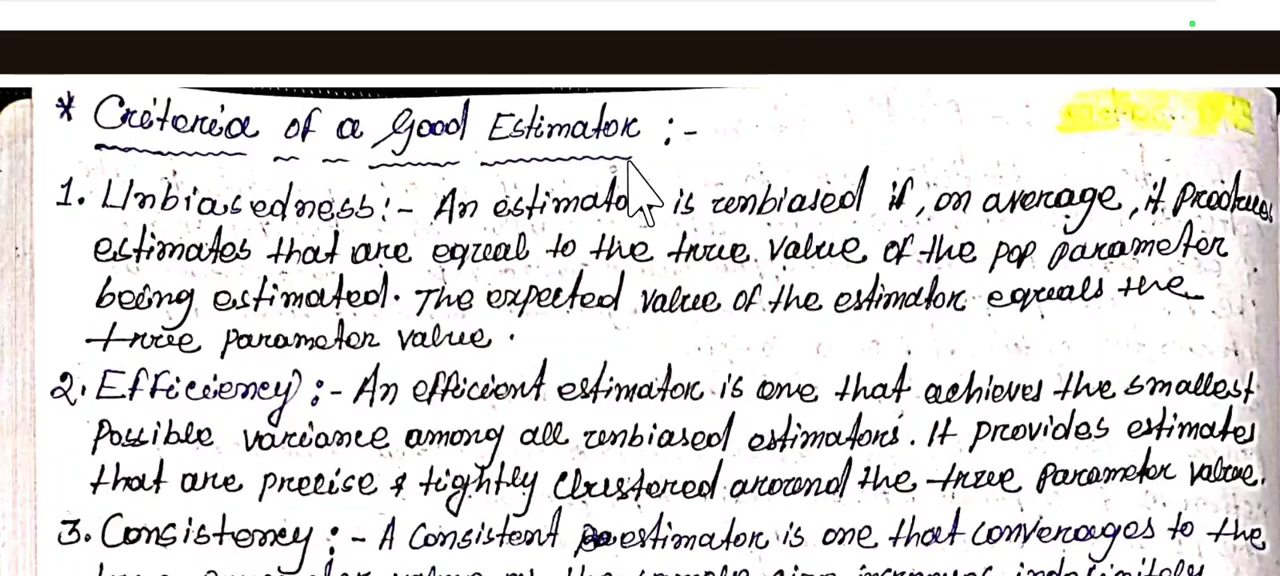 * Criteria of a Good Estimator :-
1. Unbiasedness :- An estimator is unbiased if, on average, it produces
estimates that are equal to the true value of the pop parameter
being estimated. The expected value of the estimator equals the
true parameter value.
2. Efficiency :- An efficient estimator is one that achieves the smallest
possible variance among all unbiased estimators. It provides estimates
that are precise & tightly clustered around the true parameter value.
3. Consistency :- A consistent estimator is one that converages to the